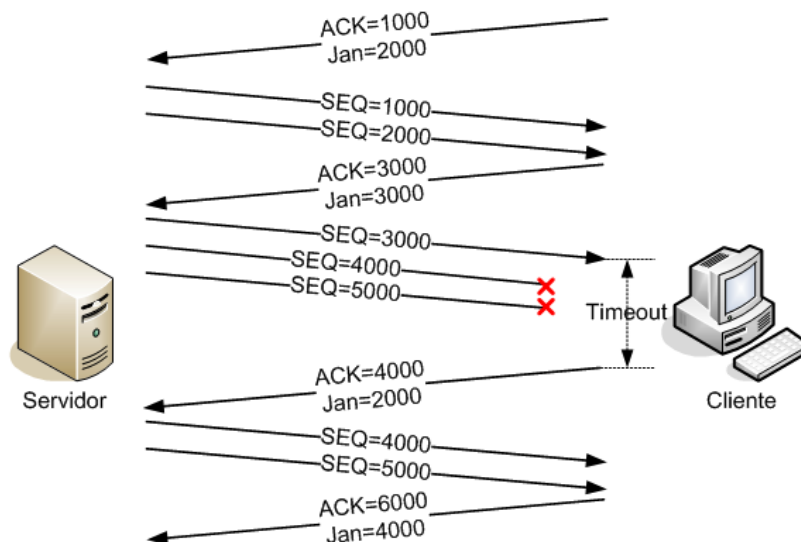 ACK=1000
Jan=2000
SEQ=1000
SEQ=2000
ACK=3000
Jan=3000
SEQ=3000
SEQ=4000
SEQ=5000
Timeout
ACK=4000
Jan=2000
Servidor
Cliente
SEQ=4000
SEQ=5000
ACK=6000
Jan=4000